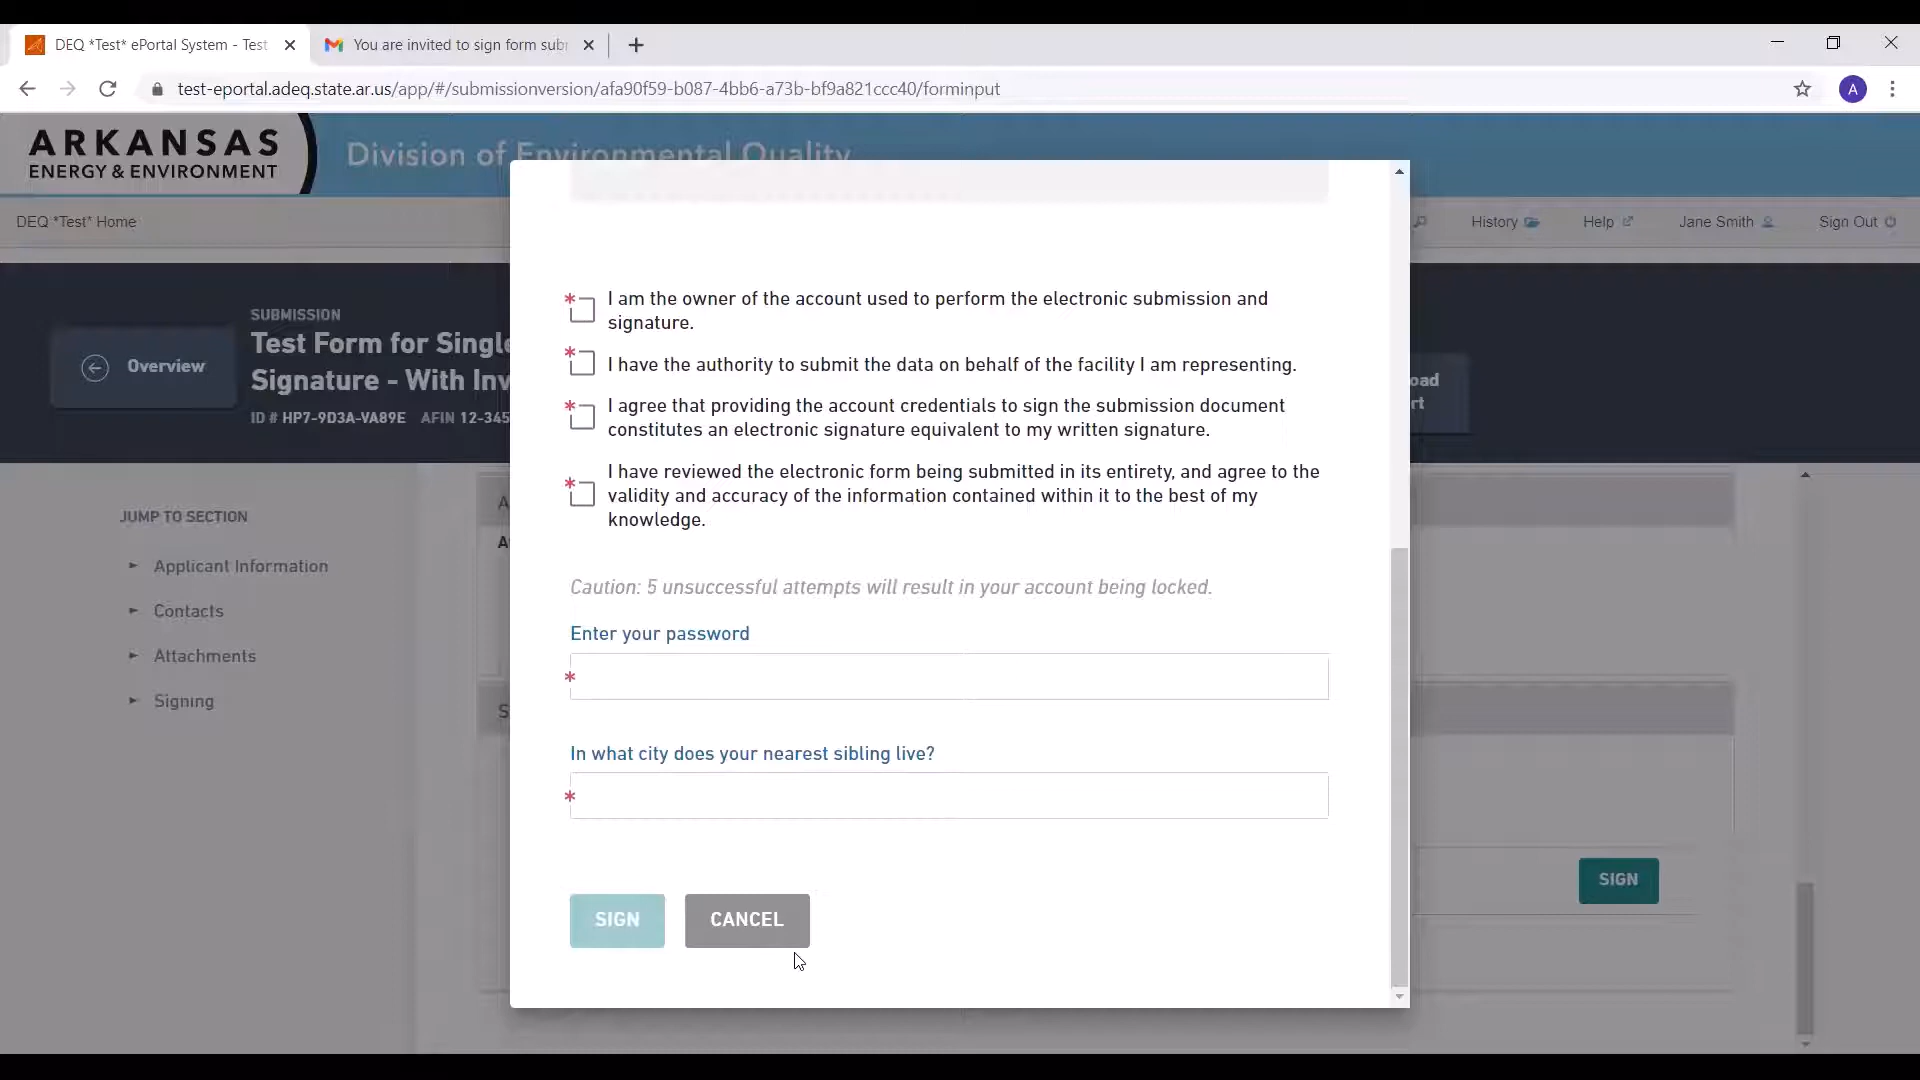 DEQ *Test* ePortal System - Test
You are invited to sign form sub
test-eportal.adeq.state.ar.us/app/#/submissionversion/afa90f59-b087-4bb6-a73b-bf9a821ccc40/forminput
A
ARKANSAS
ENERGY & ENVIRONMENT
Division of Environmental Quality
DEQ *Test* Home
History
Help
Jane Smith
Sign Out
Overview
SUBMISSION
Test Form for Single
Signature - With Inv
ID # HP7-9D3A-VA89E AFIN 12-345
oad
rt
JUMP TO SECTION
Applicant Information
Contacts
Attachments
Signing
A
A
S
* I am the owner of the account used to perform the electronic submission and
signature.
* I have the authority to submit the data on behalf of the facility I am representing.
* I agree that providing the account credentials to sign the submission document
constitutes an electronic signature equivalent to my written signature.
* I have reviewed the electronic form being submitted in its entirety, and agree to the
validity and accuracy of the information contained within it to the best of my
knowledge.
Caution: 5 unsuccessful attempts will result in your account being locked.
Enter your password
*
In what city does your nearest sibling live?
*
SIGN
CANCEL
SIGN